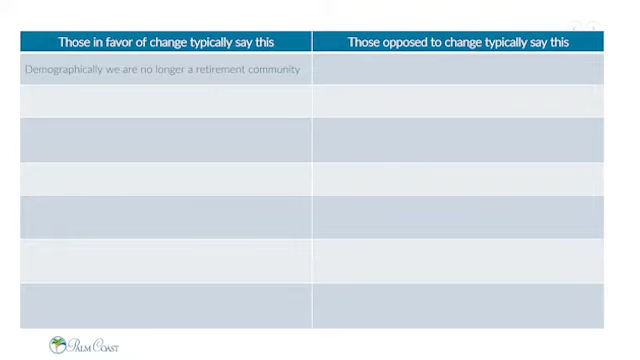 Those in favor of change typically say this
Those opposed to change typically say this
Demographically we are no longer a retirement community
PALM COAST